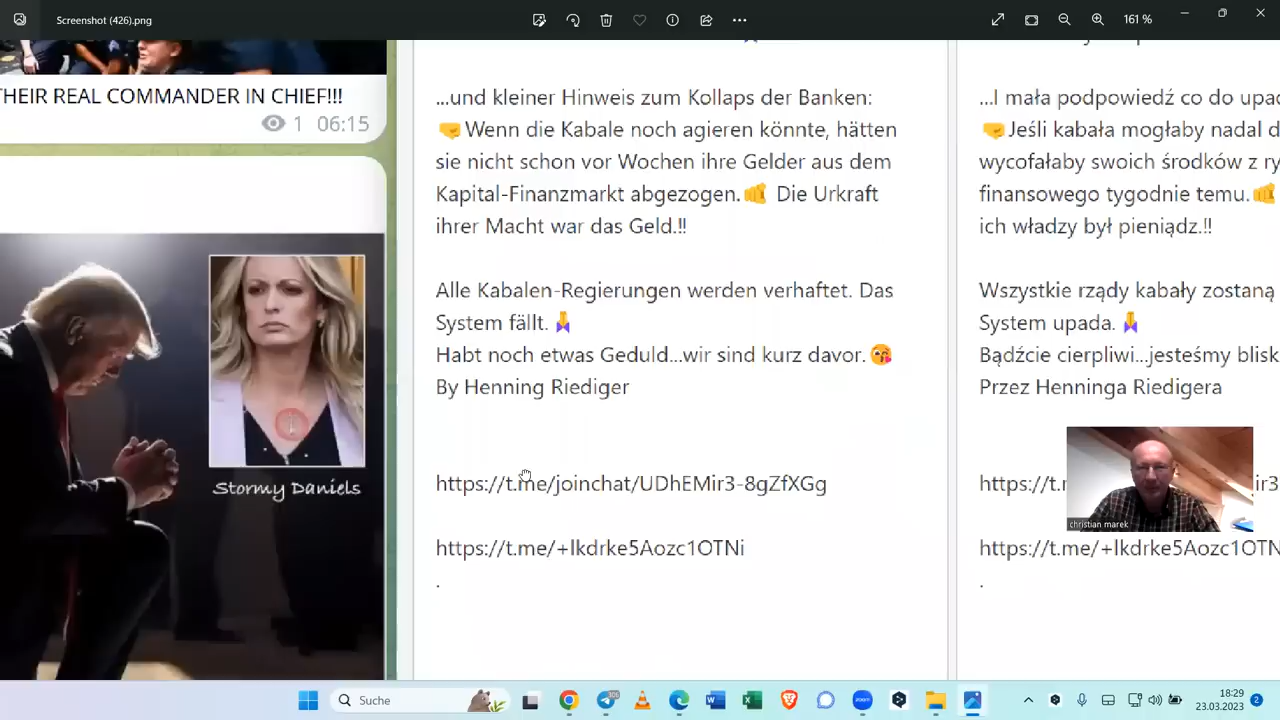 Screenshot (426).png
161 %
THEIR REAL COMMANDER IN CHIEF!!!
1 06:15
Stormy Daniels
...und kleiner Hinweis zum Kollaps der Banken:
🤜Wenn die Kabale noch agieren könnte, hätten
sie nicht schon vor Wochen ihre Gelder aus dem
Kapital-Finanzmarkt abgezogen.🫵 Die Urkraft
ihrer Macht war das Geld.‼
Alle Kabalen-Regierungen werden verhaftet. Das
System fällt.
Habt noch etwas Geduld...wir sind kurz davor.😘
By Henning Riediger
https://t.me/joinchat/UDhEMir3-8gZfXGg
https://t.me/+lkdrke5Aozc1OTNi
.
...I mała podpowiedź co do upa
🤜Jeśli kabała mogłaby nadal d
wycofałaby swoich środków z ry
finansowego tygodnie temu.
ich władzy był pieniądz.‼
Wszystkie rządy kabały zostaną
System upada.
Bądźcie cierpliwi...jesteśmy blisk
Przez Henninga Riedigera
https://t.
https://t.me/+lkdrke5Aozc1OTN
.
christian marek
Suche
18:29
23.03.2023
2